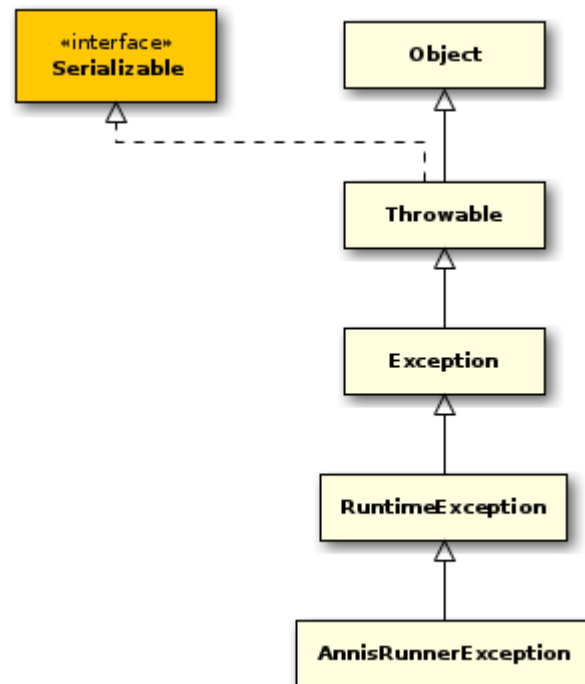 «interface»
Serializable
Object
Throwable
Exception
RuntimeException
AnnisRunnerException